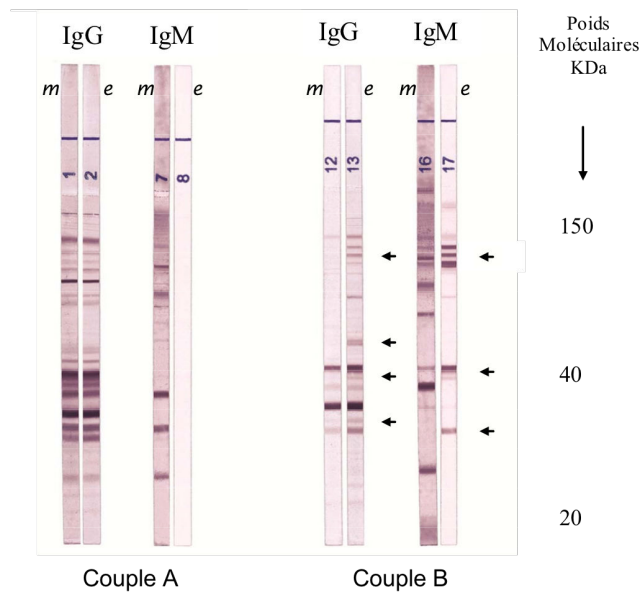 IgG IgM
m e m e
1 2 7 8
Couple A
IgG IgM
m e m e
12 13 16 17
Couple B
Poids
Moléculaires
KDa
150
40
20